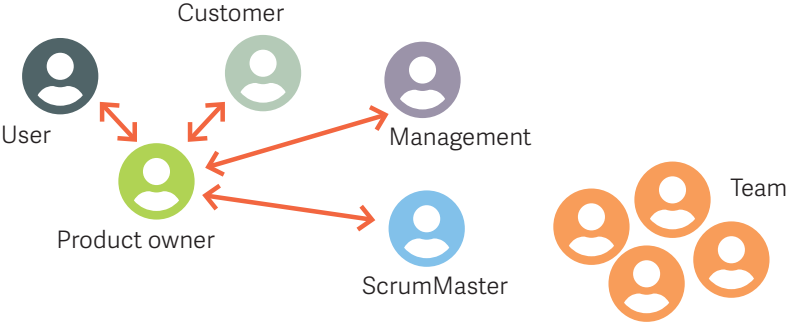 Customer
User
Management
Team
Product owner
ScrumMaster